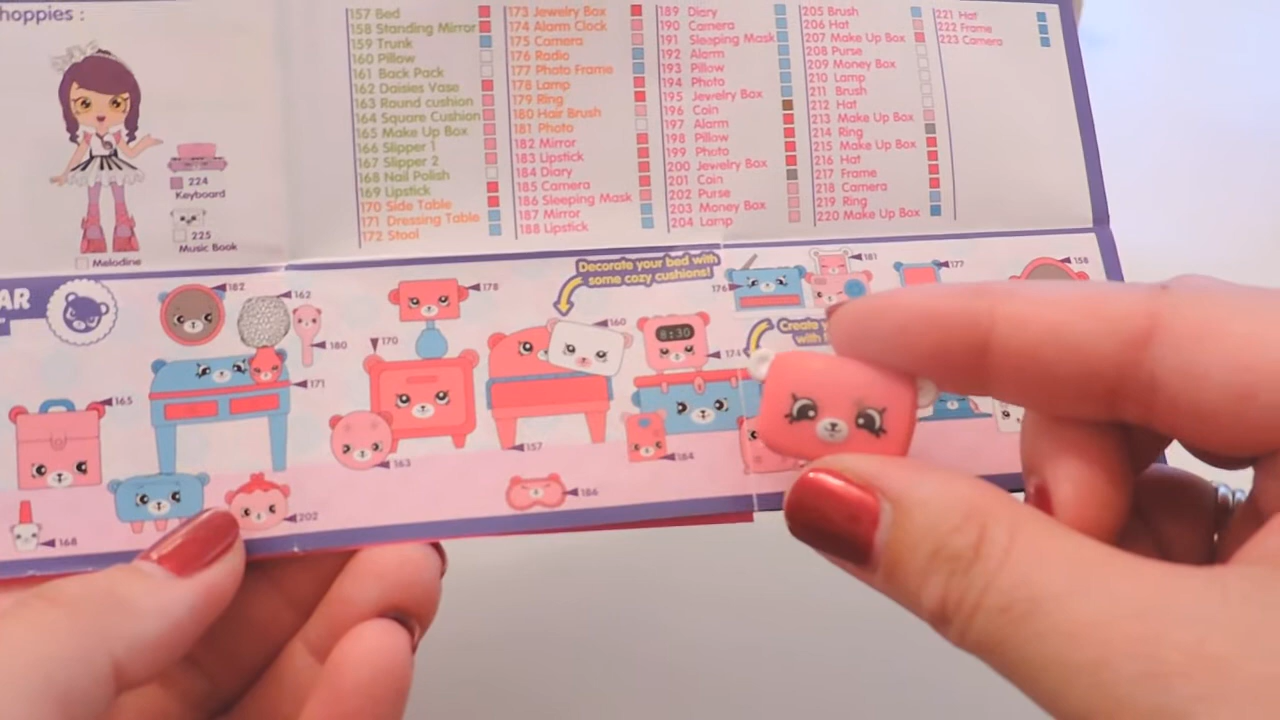 hoppies :
224
Keyboard
225
Music Book
Melodine
157 Bed
158 Standing Mirror
159 Trunk
160 Pillow
161 Back Pack
162 Daisies Vase
163 Round cushion
164 Square Cushion
165 Make Up Box
166 Slipper 1
167 Slipper 2
168 Nail Polish
169 Lipstick
170 Side Table
171 Dressing Table
172 Stool
173 Jewelry Box
174 Alarm Clock
175 Camera
176 Radio
177 Photo Frame
178 Lamp
179 Ring
180 Hair Brush
181 Photo
182 Mirror
183 Lipstick
184 Diary
185 Camera
186 Sleeping Mask
187 Mirror
188 Lipstick
189 Diary
190 Camera
191 Sleeping Mask
192 Alarm
193 Pillow
194 Photo
195 Jewelry Box
196 Coin
197 Alarm
198 Pillow
199 Photo
200 Jewelry Box
201 Coin
202 Purse
203 Money Box
204 Lamp
205 Brush
206 Hat
207 Make Up Box
208 Purse
209 Money Box
210 Lamp
211 Brush
212 Hat
213 Make Up Box
214 Ring
215 Make Up Box
216 Hat
217 Frame
218 Camera
219 Ring
220 Make Up Box
221 Hat
222 Frame
223 Camera
AR
Decorate your bed with
some cozy cushions!
Create
with
182
162
180
171
165
168
202
170
178
163
160
157
186
8:30
174
184
176
181
177
158